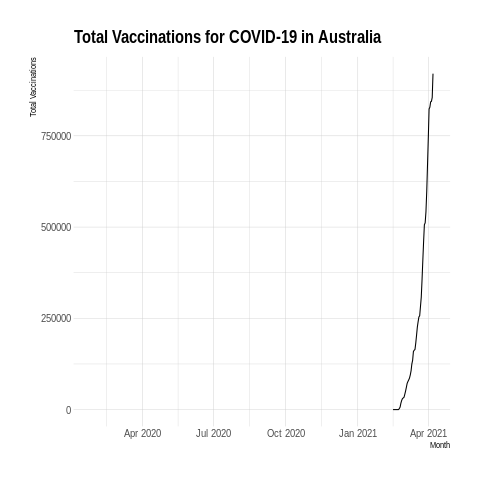 Total Vaccinations for COVID-19 in Australia
Total Vaccinations
750000
500000
250000
0
Apr 2020 Jul 2020 Oct 2020 Jan 2021 Apr 2021
Month